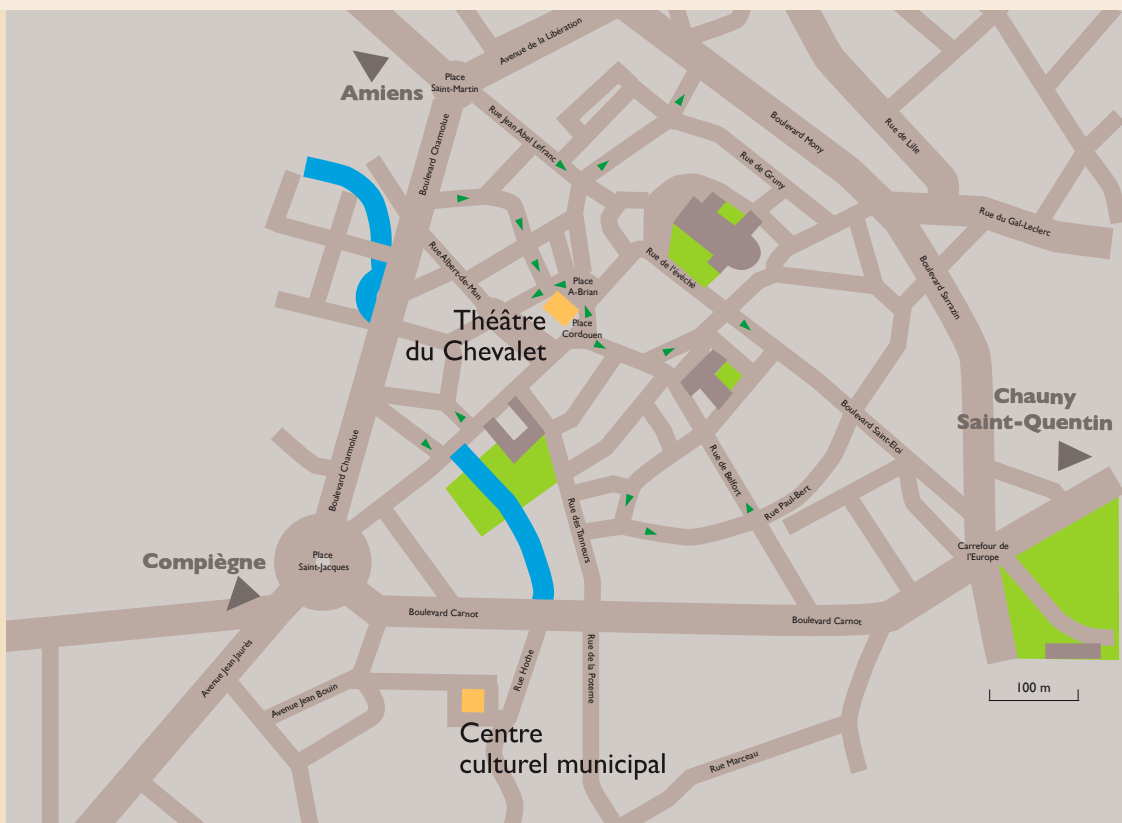 Avenue de la Libération
Place
Saint-Martin
Amiens
Rue Jean Abel Lefranc
Boulevard Charmolue
Boulevard Mony
Rue de Lille
Rue de Gruny
Rue du Gal-Leclerc
Rue Albert-de-Mun
Rue de l'évêché
Boulevard Sarrazin
Place
A-Brian
Place
Cordouen
Théâtre
du Chevalet
Chauny
Saint-Quentin
Boulevard Saint-Eloi
Boulevard Charmolue
Rue de Belfort
Rue Paul-Bert
Rue des Tanneurs
Carrefour de
l'Europe
Compiègne
Place
Saint-Jacques
Boulevard Carnot
Boulevard Carnot
Avenue Jean Jaurès
Avenue Jean Bouin
Rue Hoche
Rue de la Poterne
100 m
Centre
culturel municipal
Rue Marceau